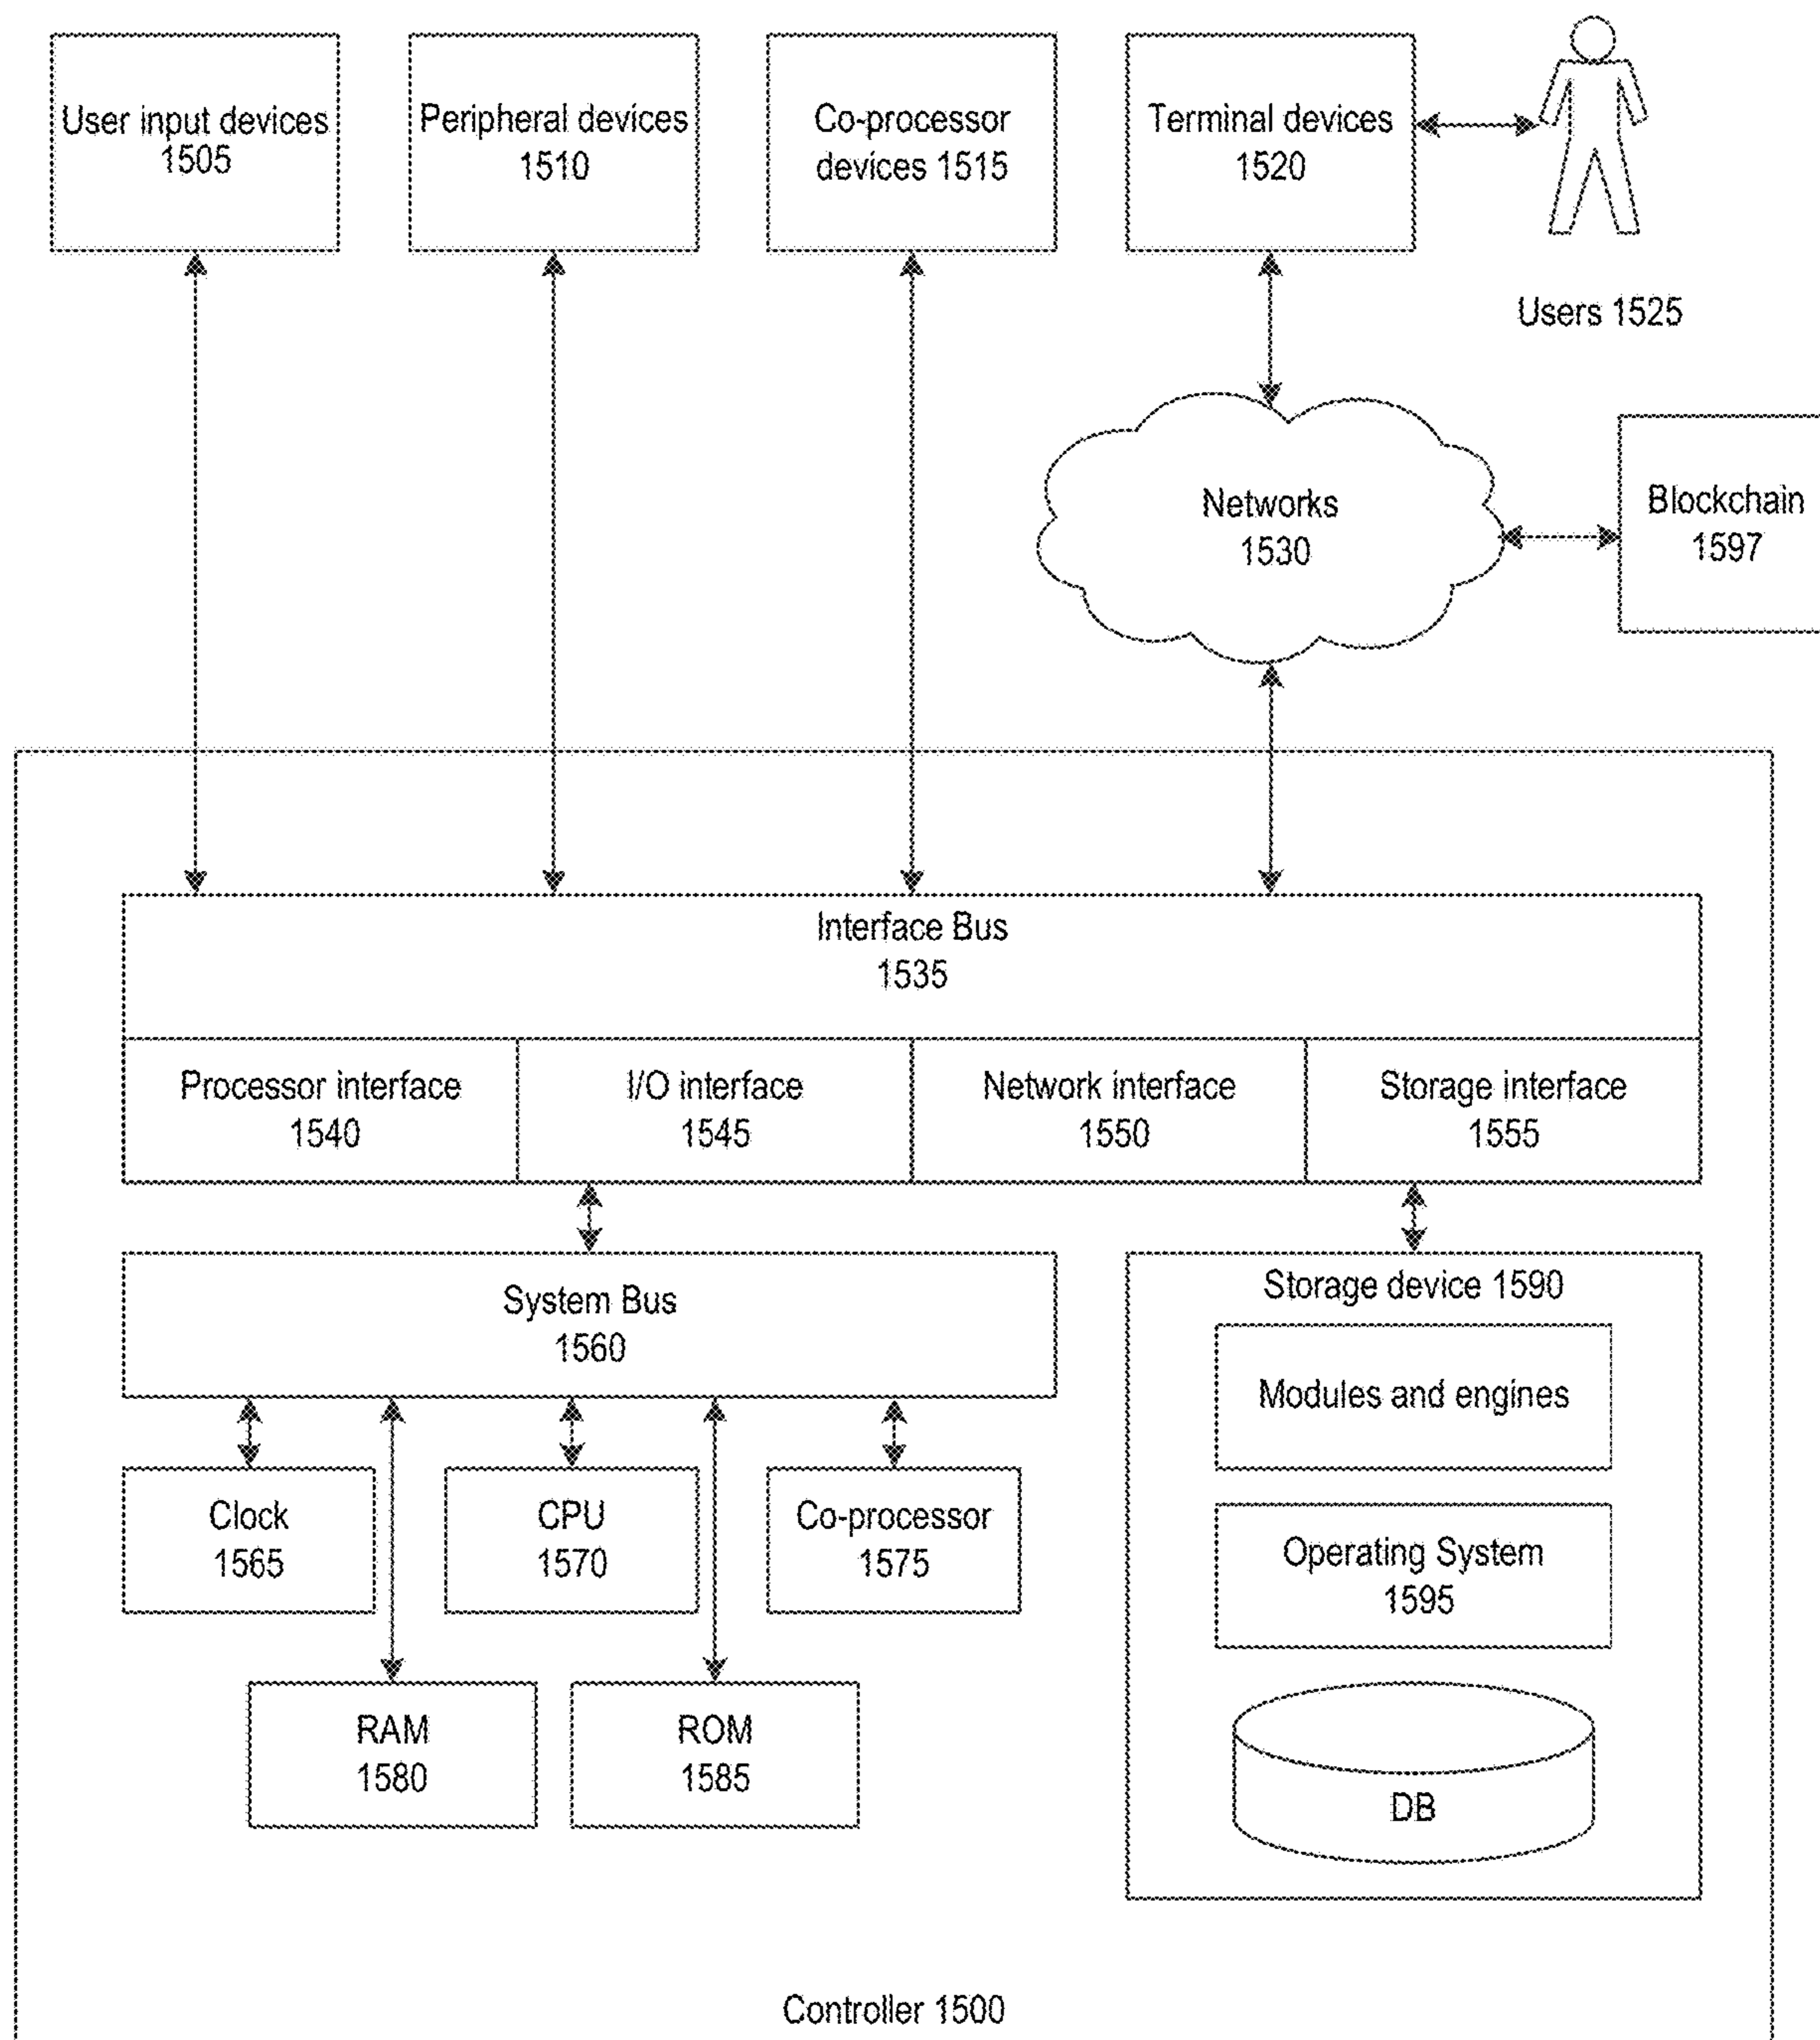 User input devices
1505
Peripheral devices
1510
Co-processor
devices 1515
Terminal devices
1520
Users 1525
Networks
1530
Blockchain
1597
Interface Bus
1535
Processor interface
1540
I/O interface
1545
Network interface
1550
Storage interface
1555
System Bus
1560
Storage device 1590
Modules and engines
Clock
1565
CPU
1570
Co-processor
1575
Operating System
1595
RAM
1580
ROM
1585
DB
Controller 1500